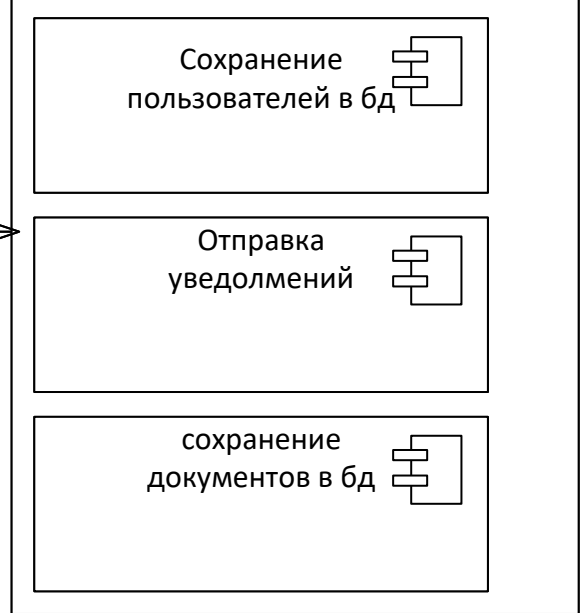 Сохранение
пользователей в бд
Отправка
уведолмений
сохранение
документов в бд